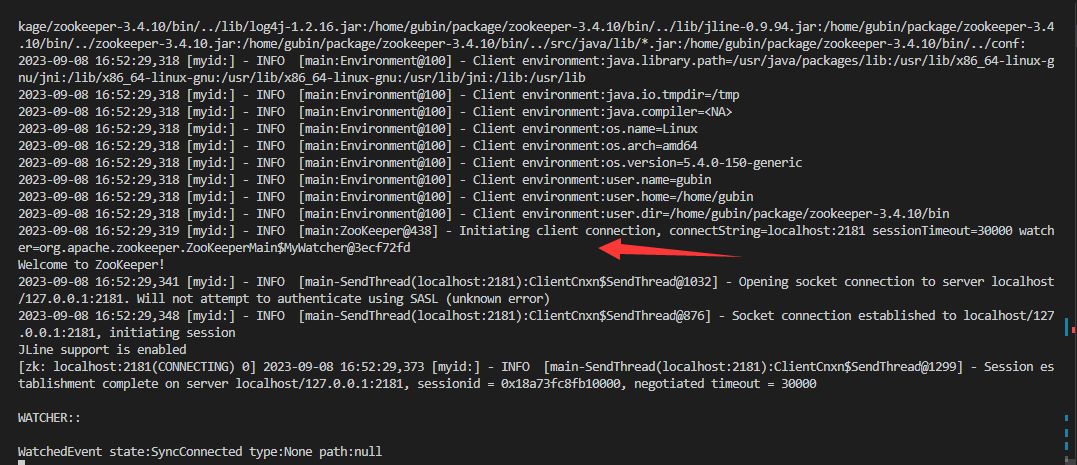 kage/zookeeper-3.4.10/bin/../lib/log4j-1.2.16.jar:/home/gubin/package/zookeeper-3.4.10/bin/../lib/jline-0.9.94.jar:/home/gubin/package/zookeeper-3.4
.10/bin/../zookeeper-3.4.10.jar:/home/gubin/package/zookeeper-3.4.10/bin/../src/java/lib/*.jar:/home/gubin/package/zookeeper-3.4.10/bin/../conf:
2023-09-08 16:52:29,318 [myid:] - INFO  [main:Environment@100] - Client environment:java.library.path=/usr/java/packages/lib:/usr/lib/x86_64-linux-g
nu/jni:/lib/x86_64-linux-gnu:/usr/lib/x86_64-linux-gnu:/usr/lib/jni:/lib:/usr/lib
2023-09-08 16:52:29,318 [myid:] - INFO  [main:Environment@100] - Client environment:java.io.tmpdir=/tmp
2023-09-08 16:52:29,318 [myid:] - INFO  [main:Environment@100] - Client environment:java.compiler=<NA>
2023-09-08 16:52:29,318 [myid:] - INFO  [main:Environment@100] - Client environment:os.name=Linux
2023-09-08 16:52:29,318 [myid:] - INFO  [main:Environment@100] - Client environment:os.arch=amd64
2023-09-08 16:52:29,318 [myid:] - INFO  [main:Environment@100] - Client environment:os.version=5.4.0-150-generic
2023-09-08 16:52:29,318 [myid:] - INFO  [main:Environment@100] - Client environment:user.name=gubin
2023-09-08 16:52:29,318 [myid:] - INFO  [main:Environment@100] - Client environment:user.home=/home/gubin
2023-09-08 16:52:29,318 [myid:] - INFO  [main:Environment@100] - Client environment:user.dir=/home/gubin/package/zookeeper-3.4.10/bin
2023-09-08 16:52:29,319 [myid:] - INFO  [main:ZooKeeper@438] - Initiating client connection, connectString=localhost:2181 sessionTimeout=30000 watch
er=org.apache.zookeeper.ZooKeeperMain$MyWatcher@3ecf72fd
Welcome to ZooKeeper!
2023-09-08 16:52:29,341 [myid:] - INFO  [main-SendThread(localhost:2181):ClientCnxn$SendThread@1032] - Opening socket connection to server localhost
/127.0.0.1:2181. Will not attempt to authenticate using SASL (unknown error)
2023-09-08 16:52:29,348 [myid:] - INFO  [main-SendThread(localhost:2181):ClientCnxn$SendThread@876] - Socket connection established to localhost/127
.0.0.1:2181, initiating session
JLine support is enabled
[zk: localhost:2181(CONNECTING) 0] 2023-09-08 16:52:29,373 [myid:] - INFO  [main-SendThread(localhost:2181):ClientCnxn$SendThread@1299] - Session es
tablishment complete on server localhost/127.0.0.1:2181, sessionid = 0x18a73fc8fb10000, negotiated timeout = 30000
WATCHER::
WatchedEvent state:SyncConnected type:None path:null